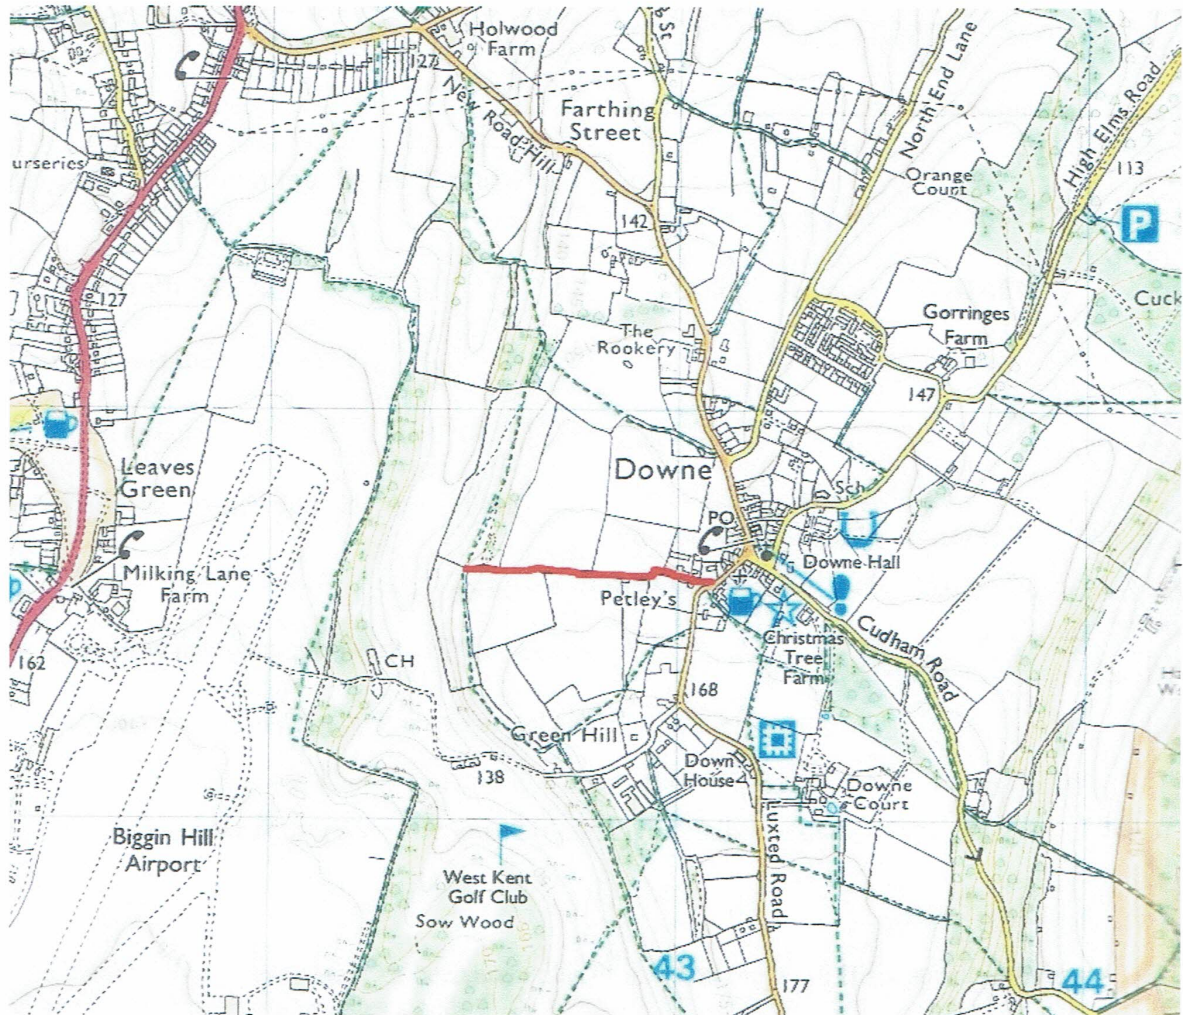 Holwood
Farm
127
New
Road Hill
St
Farthing
Street
North End Lane
High Elms Road
urseries
Orange
Court
113
P
142
127
Gorringes
Farm
Cuck
The
Rookery
147
Leaves
Green
Downe
Sch
PO
Downe Hall
Milking Lane
Farm
Petley's
Christmas
Tree
Farm
Cudham Road
162
CH
168
Green Hill
Down
House
138
Downe
Court
Biggin Hill
Airport
Luxted Road
West Kent
Golf Club
Sow Wood
43
44
177